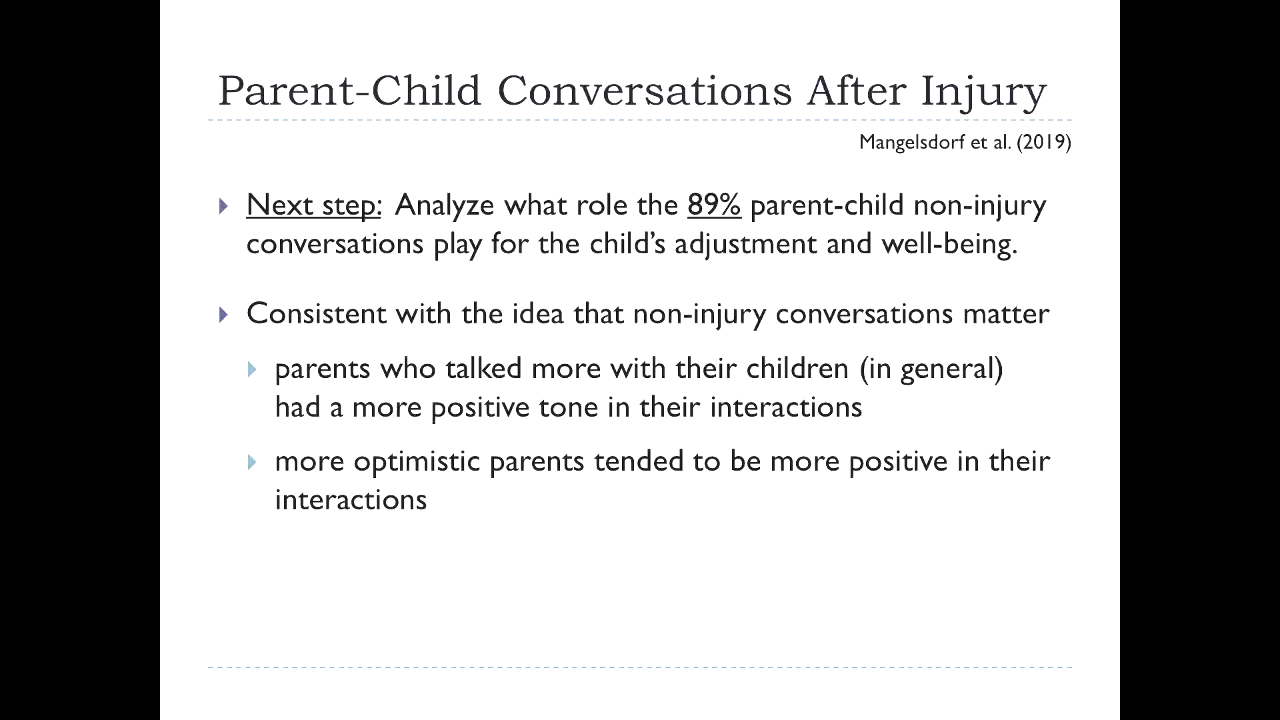 Parent-Child Conversations After Injury
Mangelsdorf et al. (2019)
Next step: Analyze what role the 89% parent-child non-injury
conversations play for the child's adjustment and well-being.
Consistent with the idea that non-injury conversations matter
parents who talked more with their children (in general)
had a more positive tone in their interactions
more optimistic parents tended to be more positive in their
interactions